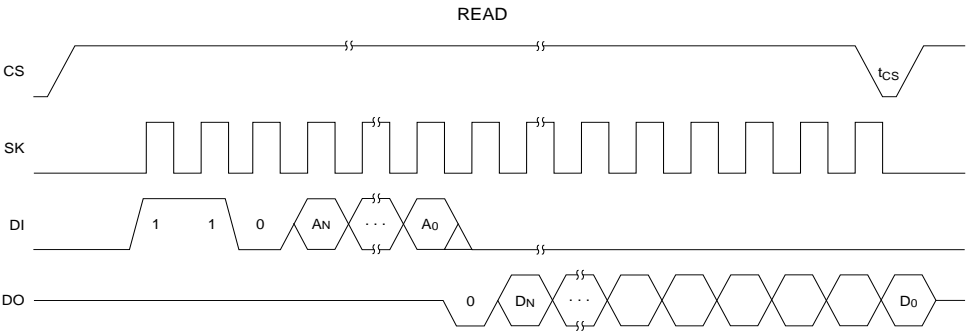 READ
CS tCS
SK
DI 1 1 0 AN · · · A0
DO 0 DN · · · D0